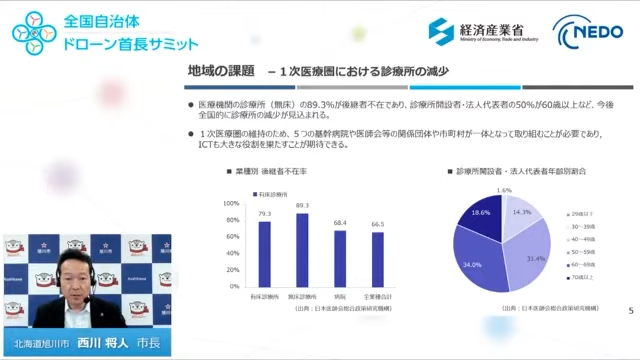 全国自治体
ドローン首長サミット
経済産業省
Ministry of Economy, Trade and Industry
NEDO
地域の課題 －１次医療圏における診療所の減少
● 医療機関の診療所（無床）の89.3%が後継者不在であり、診療所開設者・法人代表者の50%が60歳以上など、今後
全国的に診療所の減少が見込まれる。
● １次医療圏の維持のため、５つの基幹病院や医師会等の関係団体や市町村が一体となって取り組むことが必要であり、
ICTも大きな役割を果たすことが期待できる。
■ 業種別 後継者不在率
■ 有床診療所
100%
80%
60%
40%
20%
0%
79.3
89.3
68.4
66.5
有床診療所
無床診療所
病院
全業種合計
（出典：日本医師会総合政策研究機構）
■ 診療所開設者・法人代表者年齢別割合
1.6%
14.3%
31.4%
34.0%
18.6%
29歳以下
30～39歳
40～49歳
50～59歳
60～69歳
70歳以上
（出典：日本医師会総合政策研究機構）
5
旭川市
Asahikawa
北海道旭川市 西川 将人 市長